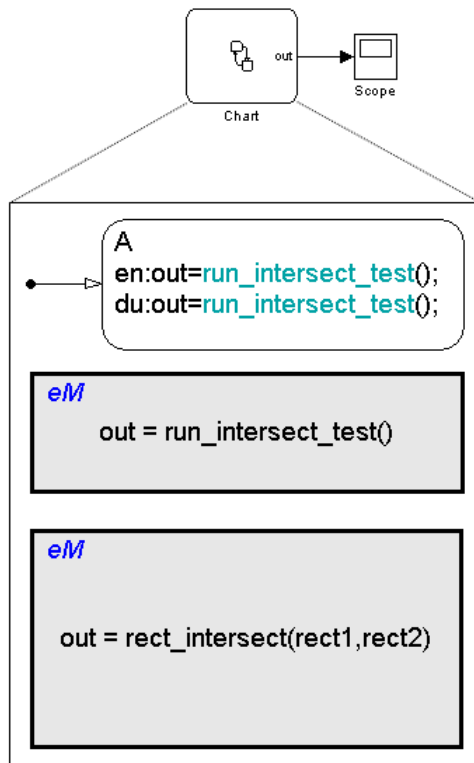 out
Scope
Chart
A
en:out=run_intersect_test();
du:out=run_intersect_test();
eM
out = run_intersect_test()
eM
out = rect_intersect(rect1,rect2)